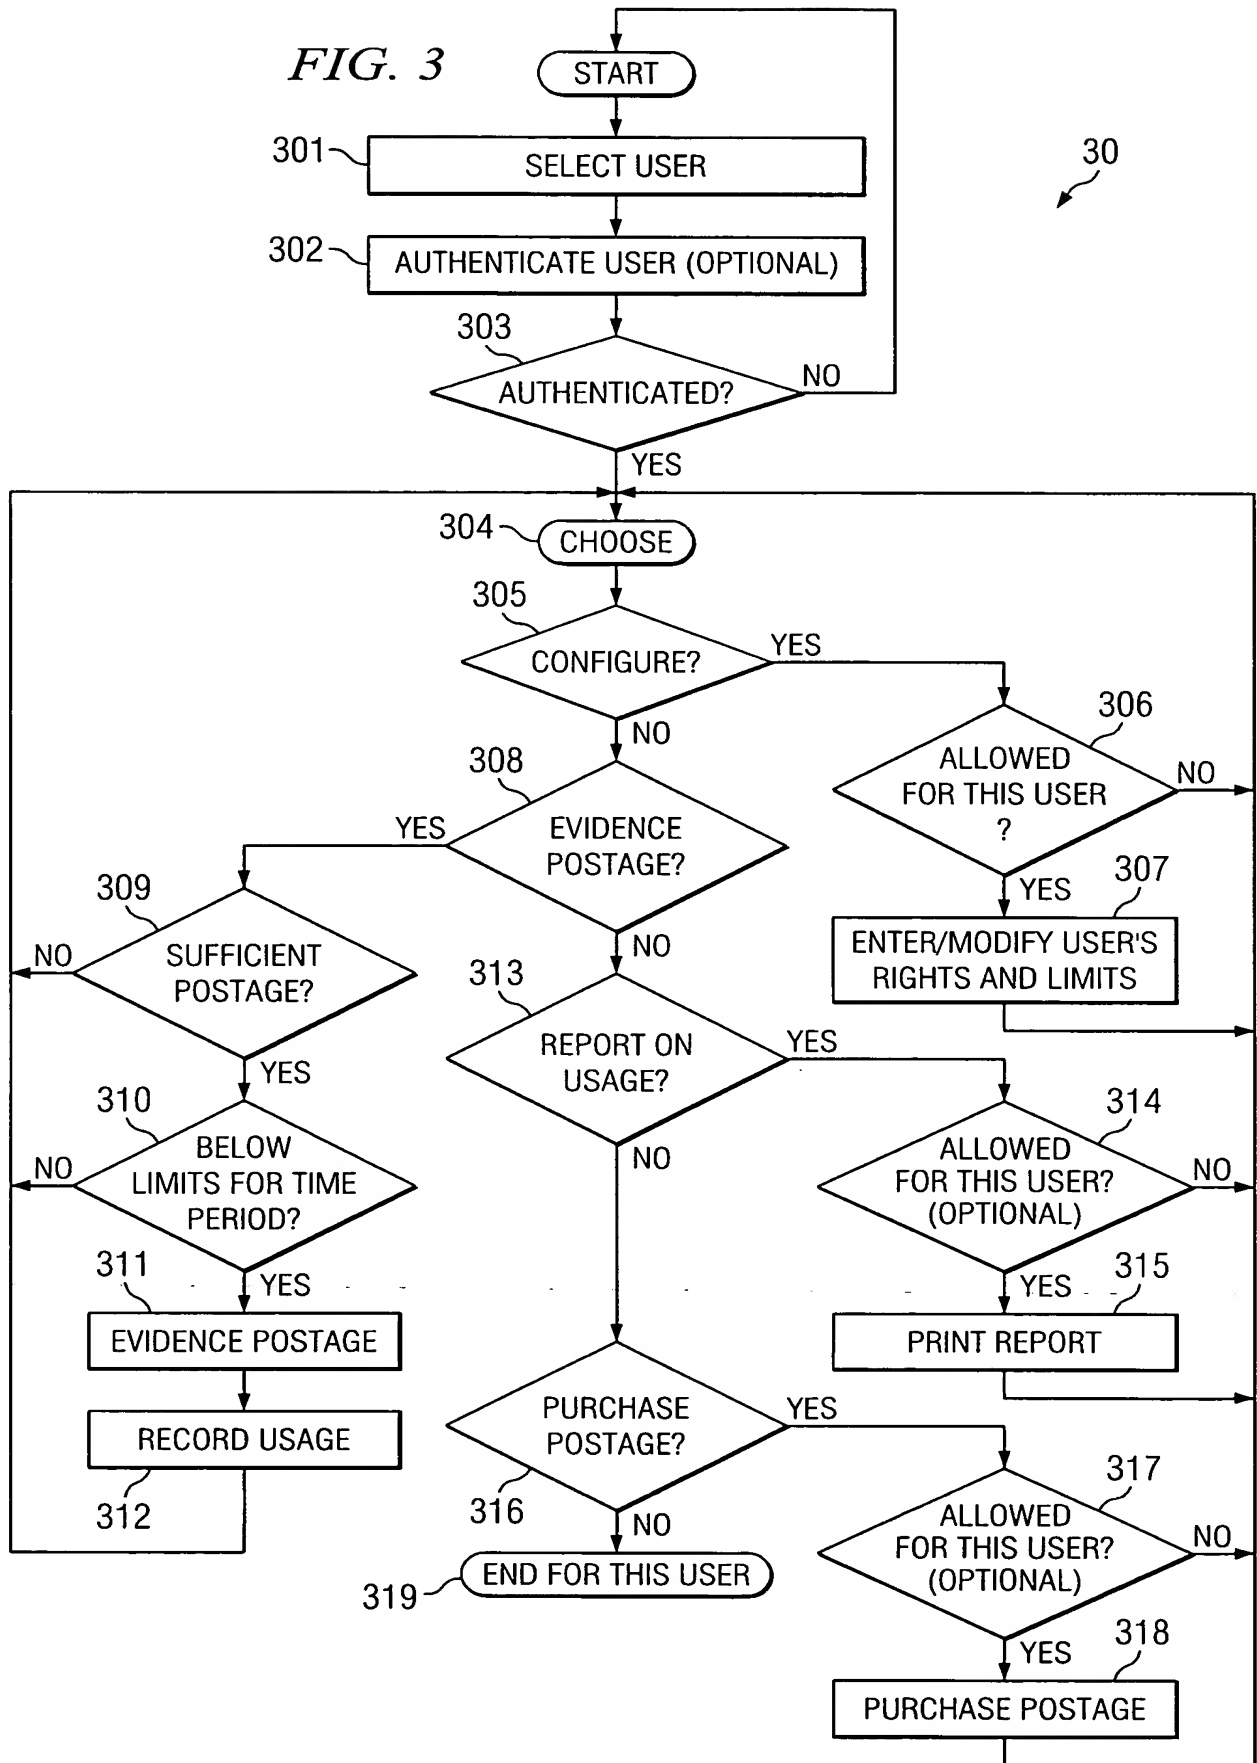 FIG. 3
START
301
SELECT USER
30
302
AUTHENTICATE USER (OPTIONAL)
303
AUTHENTICATED?
NO
YES
304
CHOOSE
305
CONFIGURE?
YES
NO
306
ALLOWED
FOR THIS USER
?
NO
YES
307
ENTER/MODIFY USER'S
RIGHTS AND LIMITS
308
EVIDENCE
POSTAGE?
YES
NO
309
SUFFICIENT
POSTAGE?
NO
YES
310
BELOW
LIMITS FOR TIME
PERIOD?
NO
YES
311
EVIDENCE POSTAGE
RECORD USAGE
312
313
REPORT ON
USAGE?
YES
NO
314
ALLOWED
FOR THIS USER?
(OPTIONAL)
NO
YES
315
PRINT REPORT
PURCHASE
POSTAGE?
YES
316
NO
317
ALLOWED
FOR THIS USER?
(OPTIONAL)
NO
YES
318
PURCHASE POSTAGE
END FOR THIS USER
319